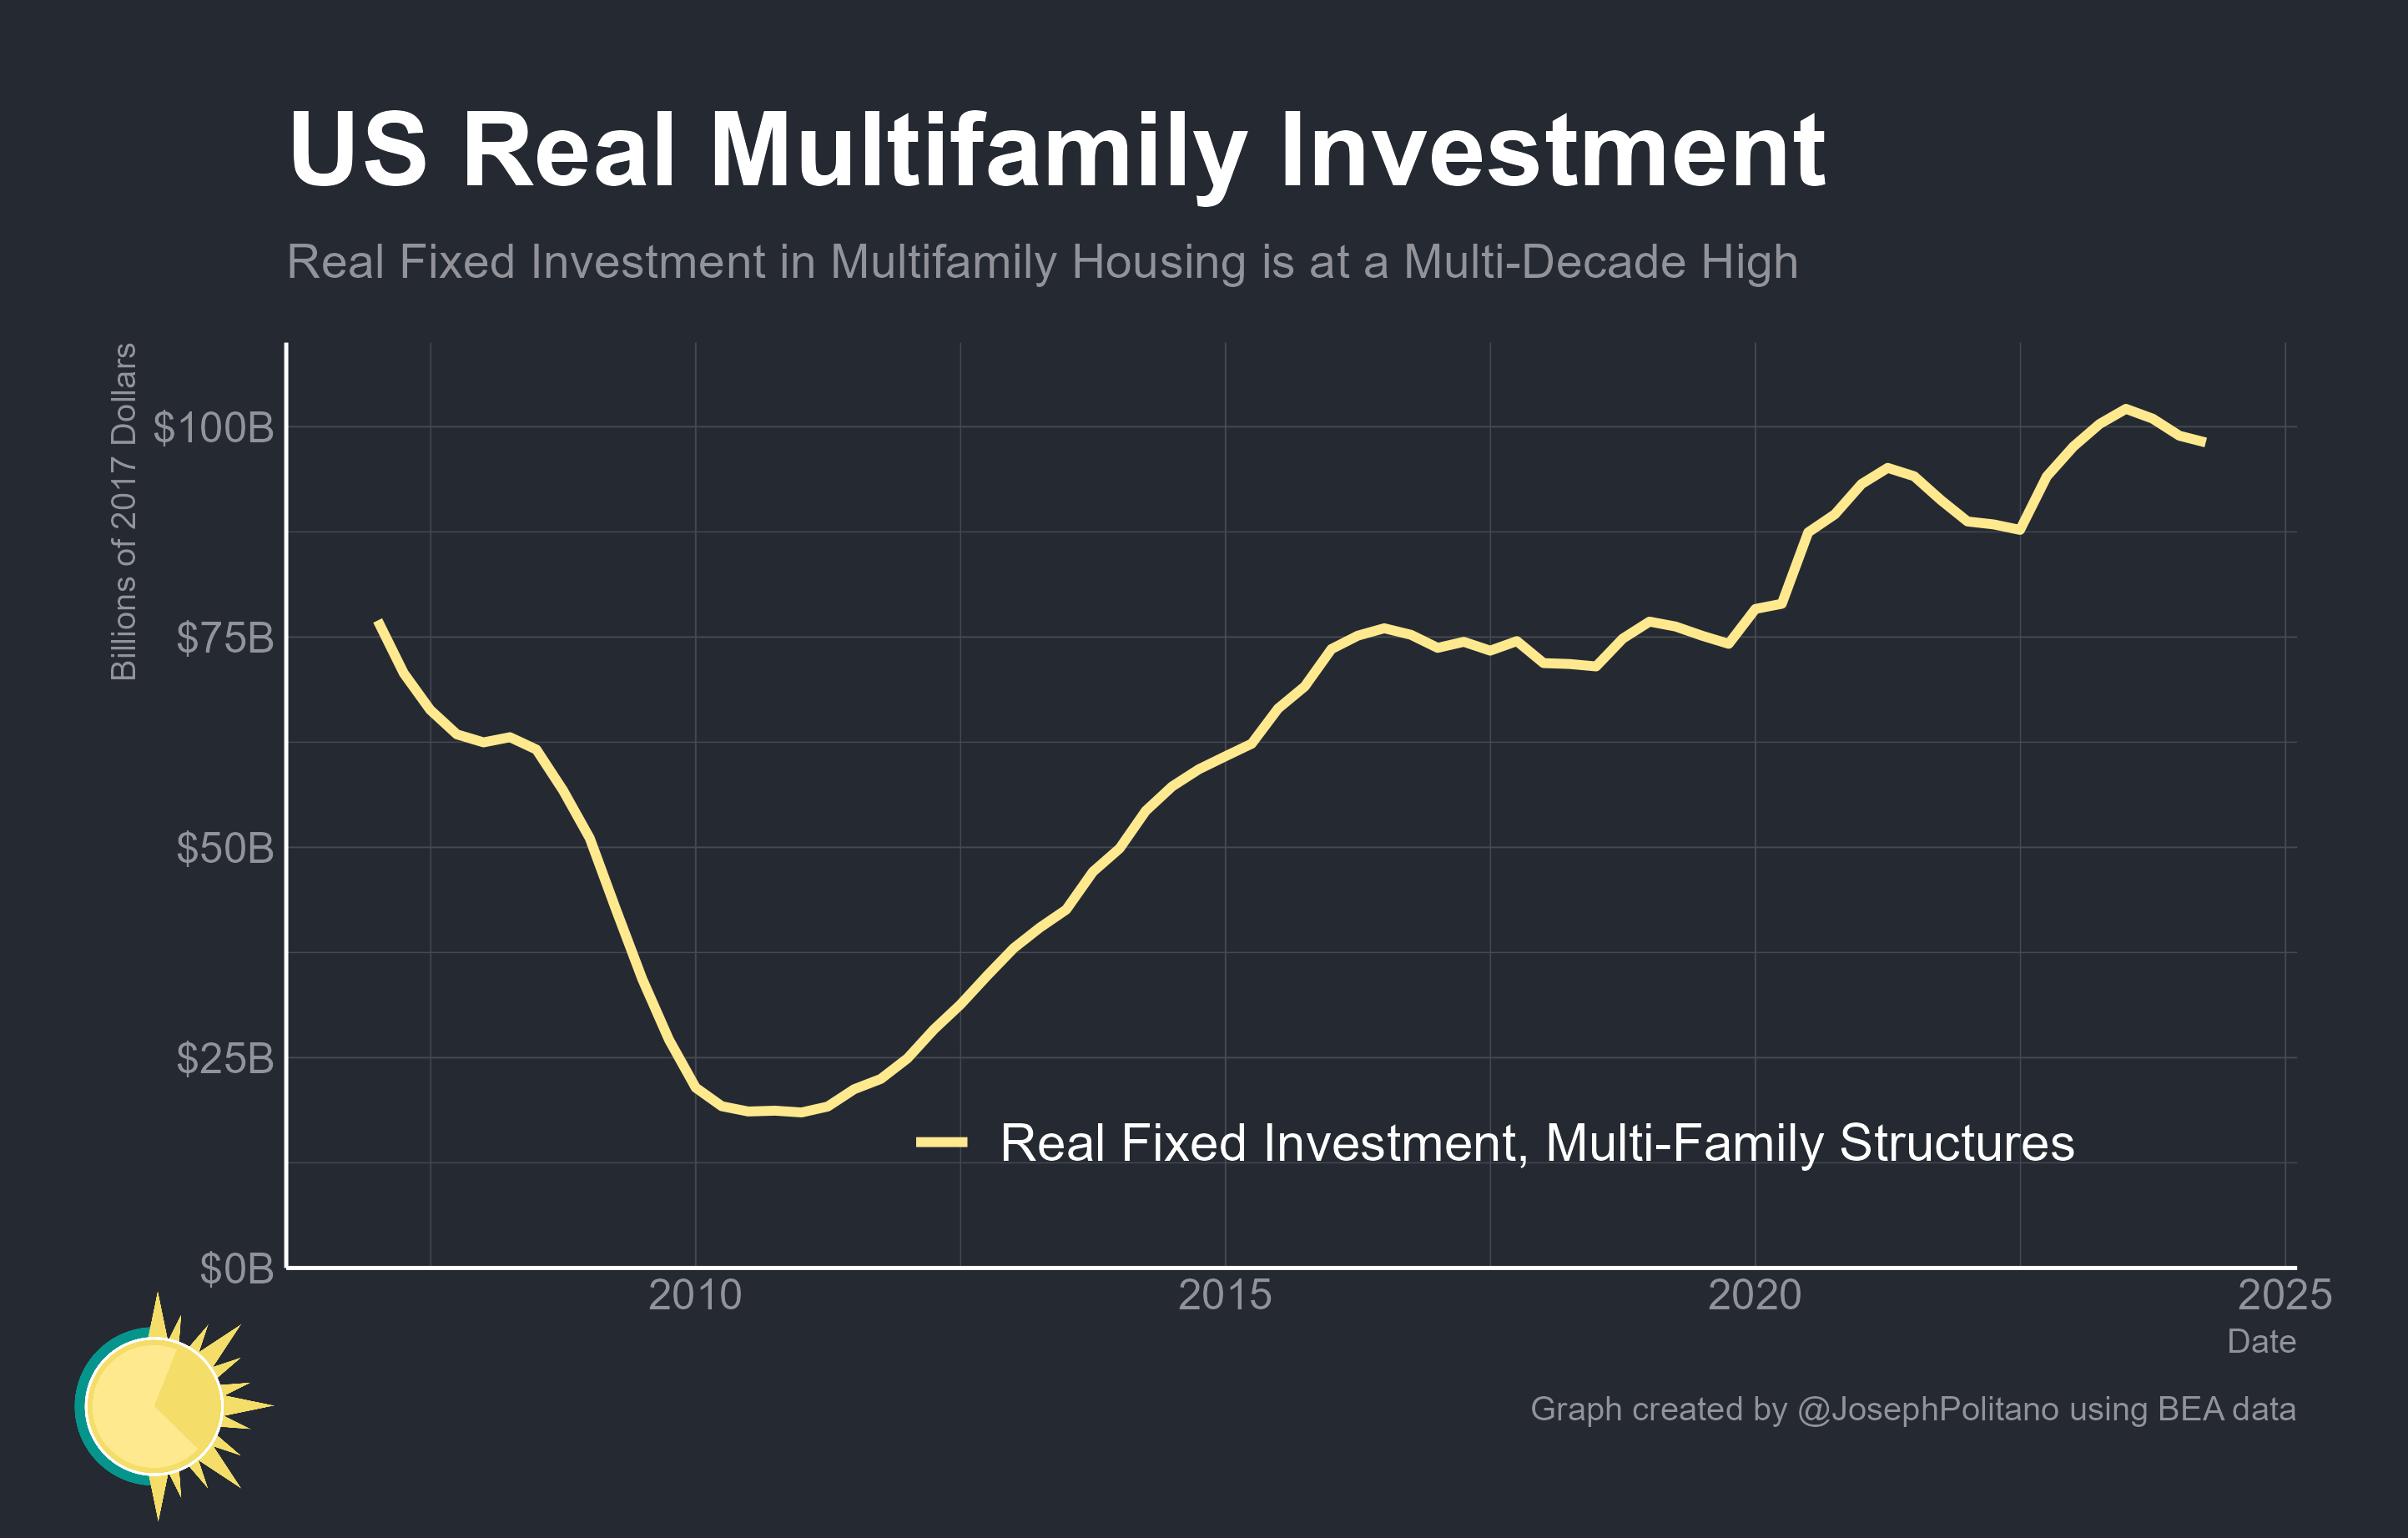 US Real Multifamily Investment
Real Fixed Investment in Multifamily Housing is at a Multi-Decade High
Billions of 2017 Dollars
$100B
$75B
$50B
$25B
$0B
Real Fixed Investment, Multi-Family Structures
2010 2015 2020 2025
Date
Graph created by @JosephPolitano using BEA data